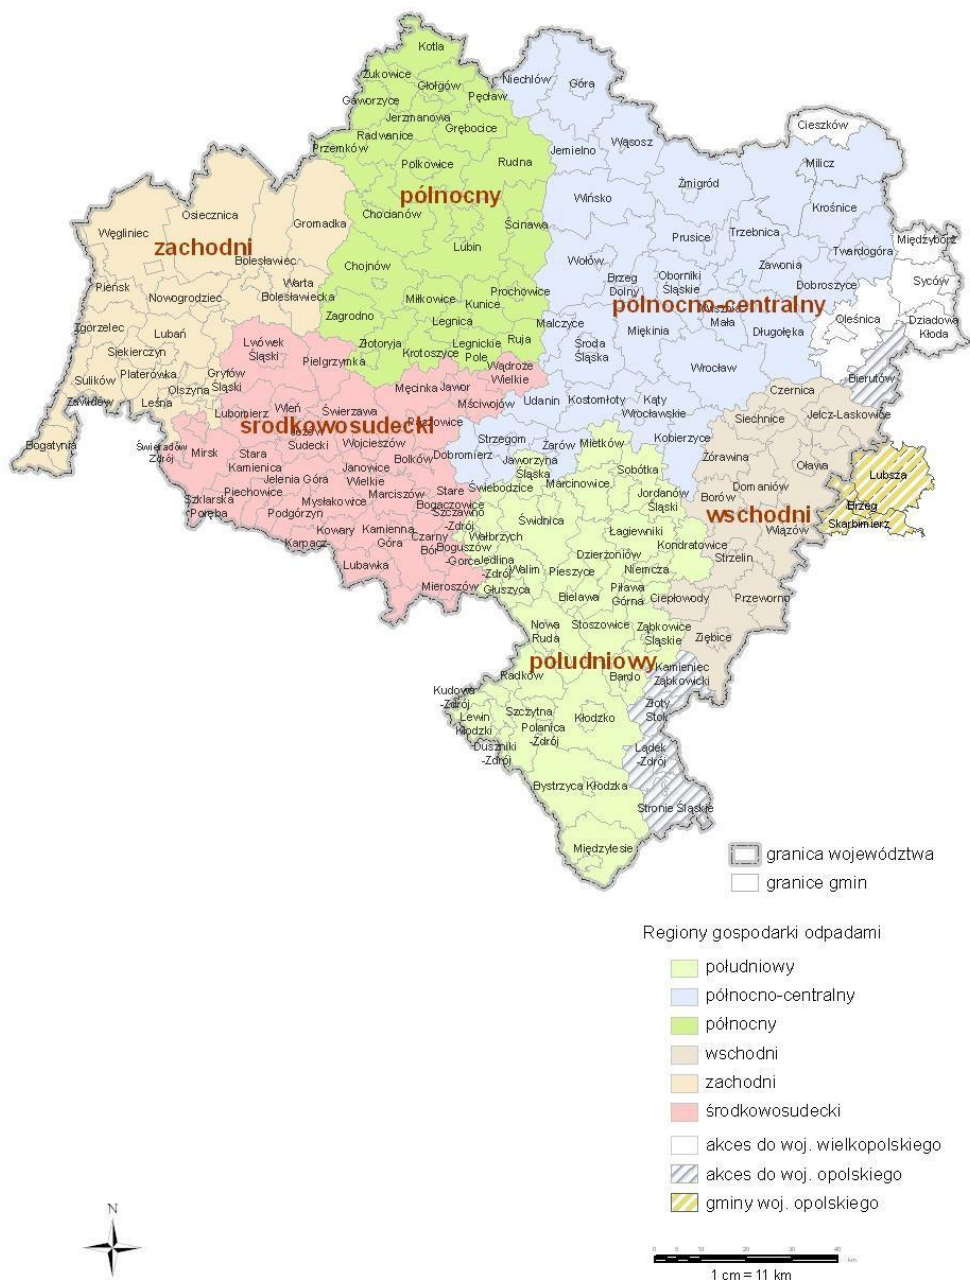 Kotla
Żukowice
Głogów
Niechlów
Góra
Pęcław
Gaworzyce
Jerzmanowa
Grębocice
Cieszków
Radwanice
Przemków
Jemielno
Wąsosz
Polkowice
Rudna
Milicz
Żmigród
północny
Wińsko
Osiecznica
Chocianów
Krośnice
Gromadka
Ścinawa
Węgliniec
Prusice
Trzebnica
Międzybórz
zachodni
Lubin
Twardogóra
Bolesławiec
Wołów
Chojnów
Zawonia
Syców
Pieńsk
Warta
Bolesławiecka
Brzeg
Dolny
Oborniki
Śląskie
Dobroszyce
Nowogrodziec
Miłkowice
Kunice
Prochowice
północno-centralny
Wisznia
Mała
Oleśnica
Dziadowa
Kłoda
Zagrodno
Legnica
Malczyce
Miękinia
Długołęka
Zgorzelec
Lubań
Złotoryja
Krotoszyce
Legnickie
Pole
Ruja
Środa
Śląska
Siekierczyn
Lwówek
Śląski
Pielgrzymka
Wądroże
Wielkie
Wrocław
Bierutów
Sulików
Platerówka
Gryfów
Śląski
Olszyna
Męcinka
Jawor
Czernica
Zawidów
Leśna
Lubomierz
Wleń
Świerzawa
Mściwojów
Udanin
Kostomłoty
Kąty
Wrocławskie
Siechnice
Jelcz-Laskowice
środkowosudecki
Bogatynia
Świeradów
Zdrój
Mirsk
Sudecki
Wojcieszów
Strzegom
Żarów
Mietków
Kobierzyce
Stara
Kamienica
Bolków
Dobromierz
Jaworzyna
Śląska
Żórawina
Oława
Jelenia Góra
Janowice
Wielkie
Sobótka
Lubsza
Szklarska
Poręba
Piechowice
Mysłakowice
Marciszów
Stare
Bogaczowice
Świebodzice
Marcinowice
Jordanów
Śląski
Borów
Domaniów
Brzeg
Skarbimierz
Podgórzyn
Szczawno
-Zdrój
Świdnica
wschodni
Wiązów
Karpacz
Kowary
Kamienna
Góra
Czarny
Bór
Boguszów
-Gorce
Wałbrzych
Łagiewniki
Kondratowice
Strzelin
Lubawka
Jedlina
-Zdrój
Walim
Dzierżoniów
Pieszyce
Niemcza
Mieroszów
Głuszyca
Bielawa
Piława
Górna
Ciepłowody
Przeworno
Nowa
Ruda
Stoszowice
Ząbkowice
Śląskie
Ziębice
południowy
Radków
Bardo
Kamieniec
Ząbkowicki
Kudowa
-Zdrój
Lewin
Kłodzki
Szczytna
Polanica
-Zdrój
Kłodzko
Złoty
Stok
Duszniki
-Zdrój
Lądek
-Zdrój
Bystrzyca Kłodzka
Stronie Śląskie
Międzylesie
granica województwa
granice gmin
Regiony gospodarki odpadami
południowy
północno-centralny
północny
wschodni
zachodni
środkowosudecki
akces do woj. wielkopolskiego
akces do woj. opolskiego
gminy woj. opolskiego
N
0 5 10 20 30 40
km
1 cm = 11 km